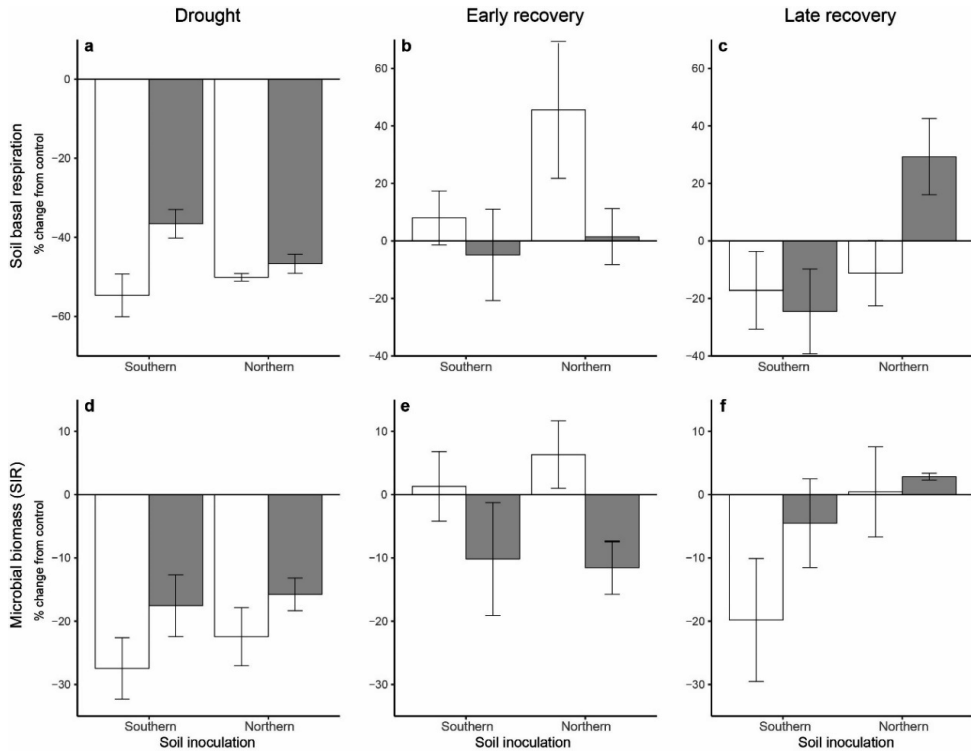 Drought
Early recovery
Late recovery
Soil basal respiration
% change from control
a
0
−20
−40
−60
Southern
Northern
b
60
40
20
0
−20
−40
Southern
Northern
c
60
40
20
0
−20
−40
Southern
Northern
Microbial biomass (SIR)
% change from control
d
10
0
−10
−20
−30
Southern
Northern
Soil inoculation
e
10
0
−10
−20
−30
Southern
Northern
Soil inoculation
f
10
0
−10
−20
−30
Southern
Northern
Soil inoculation